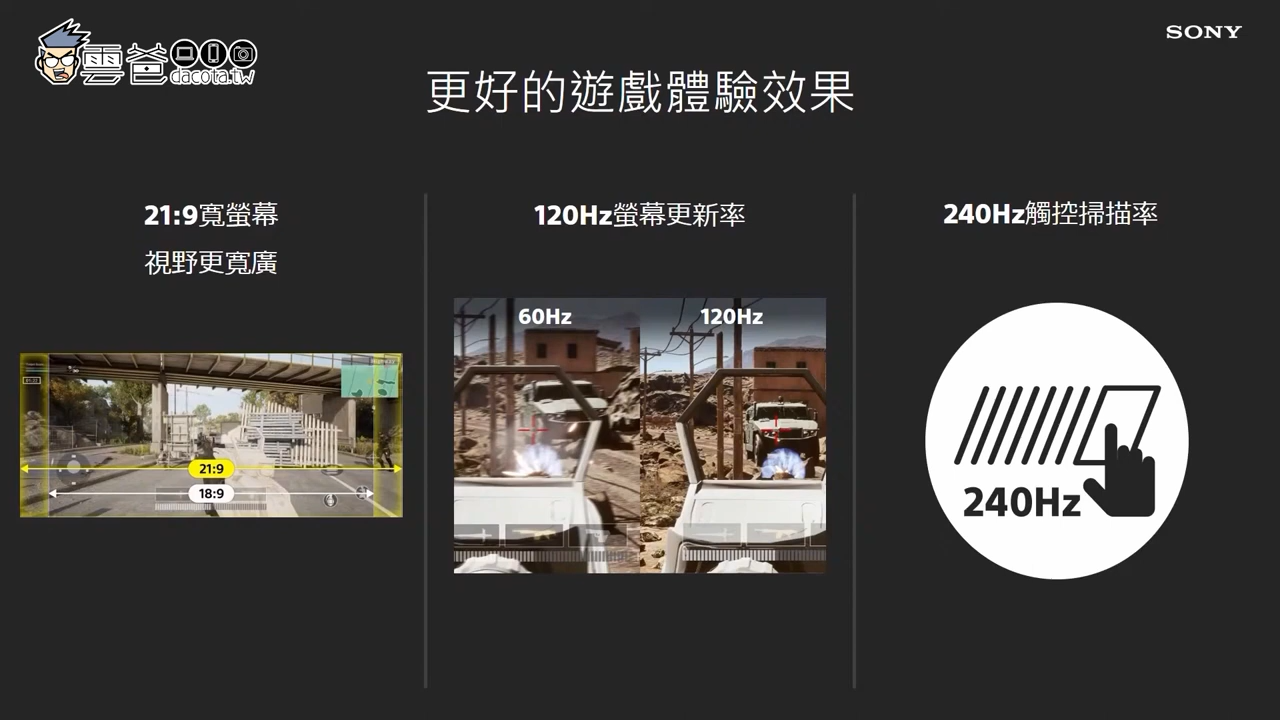 雲爸
dacota.tw
SONY
更好的遊戲體驗效果
21:9寬螢幕
視野更寬廣
21:9
18:9
120Hz螢幕更新率
60Hz
120Hz
240Hz觸控掃描率
240Hz